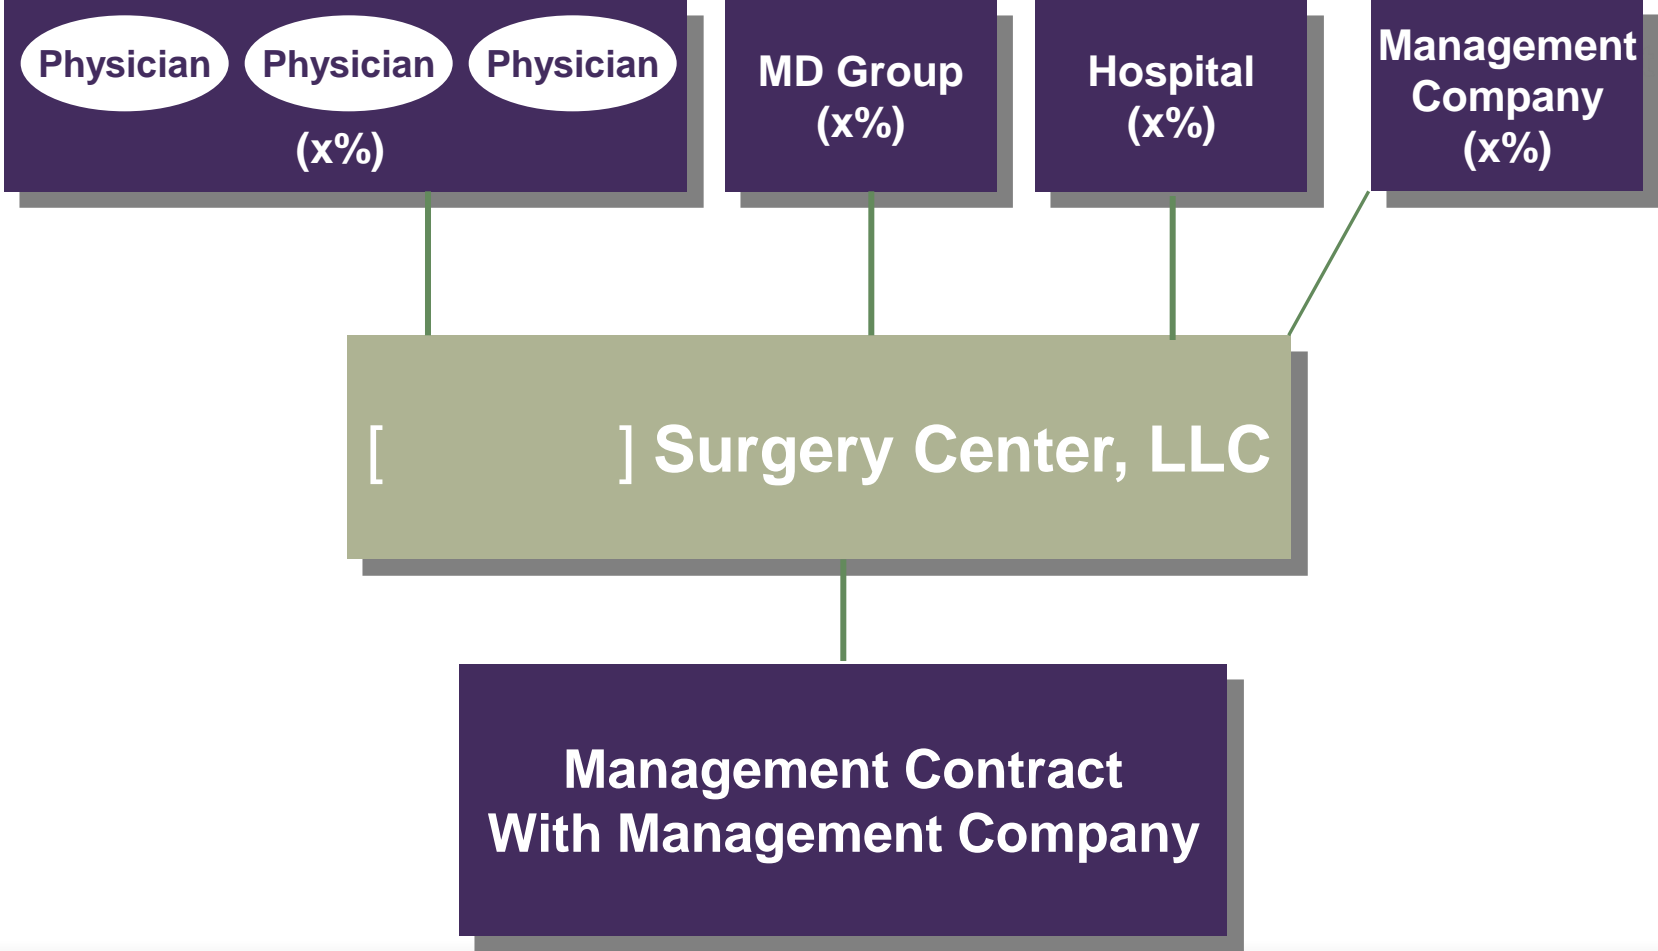 Physician Physician Physician
(x%)
MD Group
(x%)
Hospital
(x%)
Management
Company
(x%)
[ ] Surgery Center, LLC
Management Contract
With Management Company